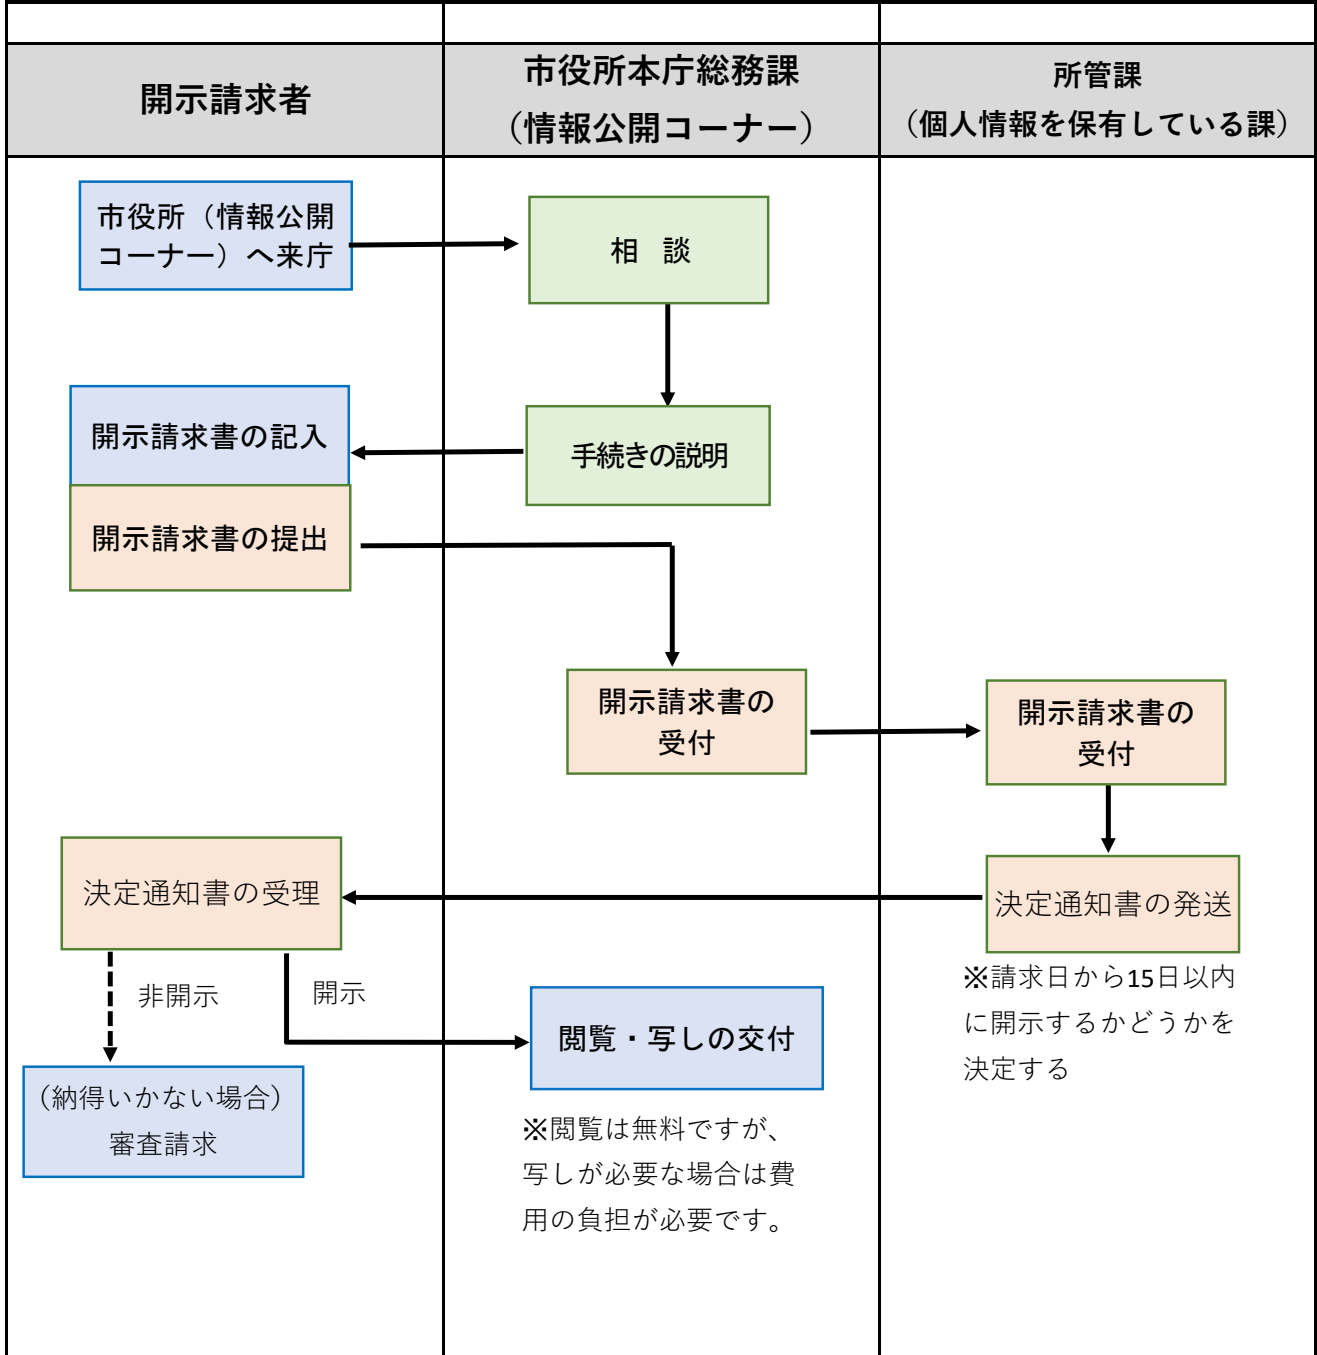 開示請求者
市役所本庁総務課
（情報公開コーナー）
所管課
（個人情報を保有している課）
市役所（情報公開
コーナー）へ来庁
相　談
開示請求書の記入
手続きの説明
開示請求書の提出
開示請求書の
受付
開示請求書の
受付
決定通知書の受理
決定通知書の発送
※請求日から15日以内
に開示するかどうかを
決定する
非開示
開示
閲覧・写しの交付
（納得いかない場合）
審査請求
※閲覧は無料ですが、
写しが必要な場合は費
用の負担が必要です。